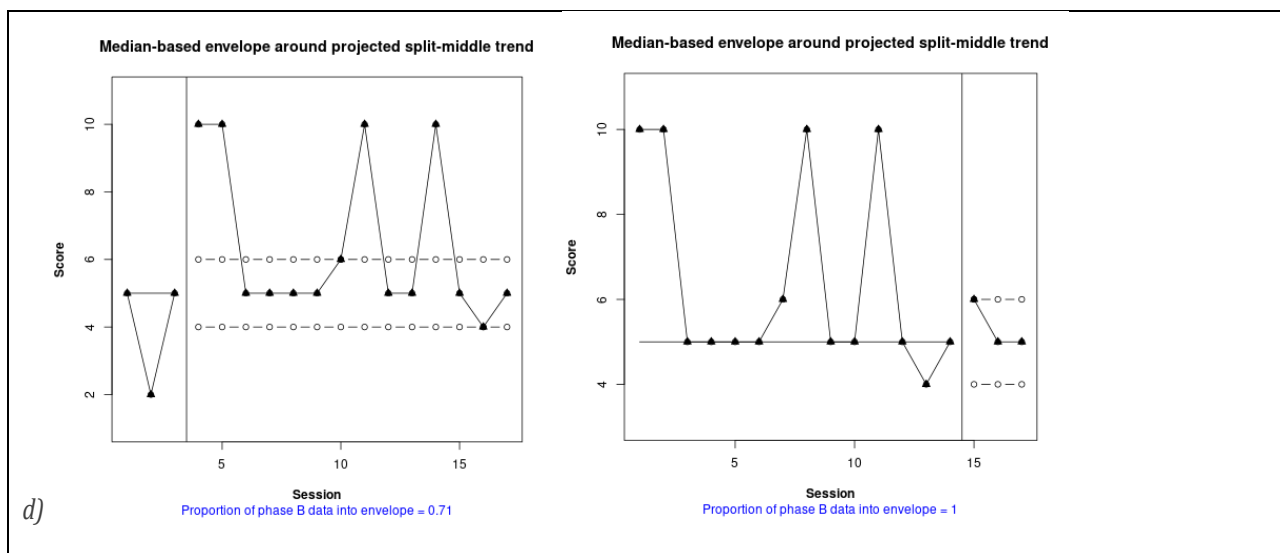 Median-based envelope around projected split-middle trend
Score
10
8
6
4
2
5
10
15
Session
Proportion of phase B data into envelope = 0.71
Median-based envelope around projected split-middle trend
Score
10
8
6
4
5
10
15
Session
Proportion of phase B data into envelope = 1
d)